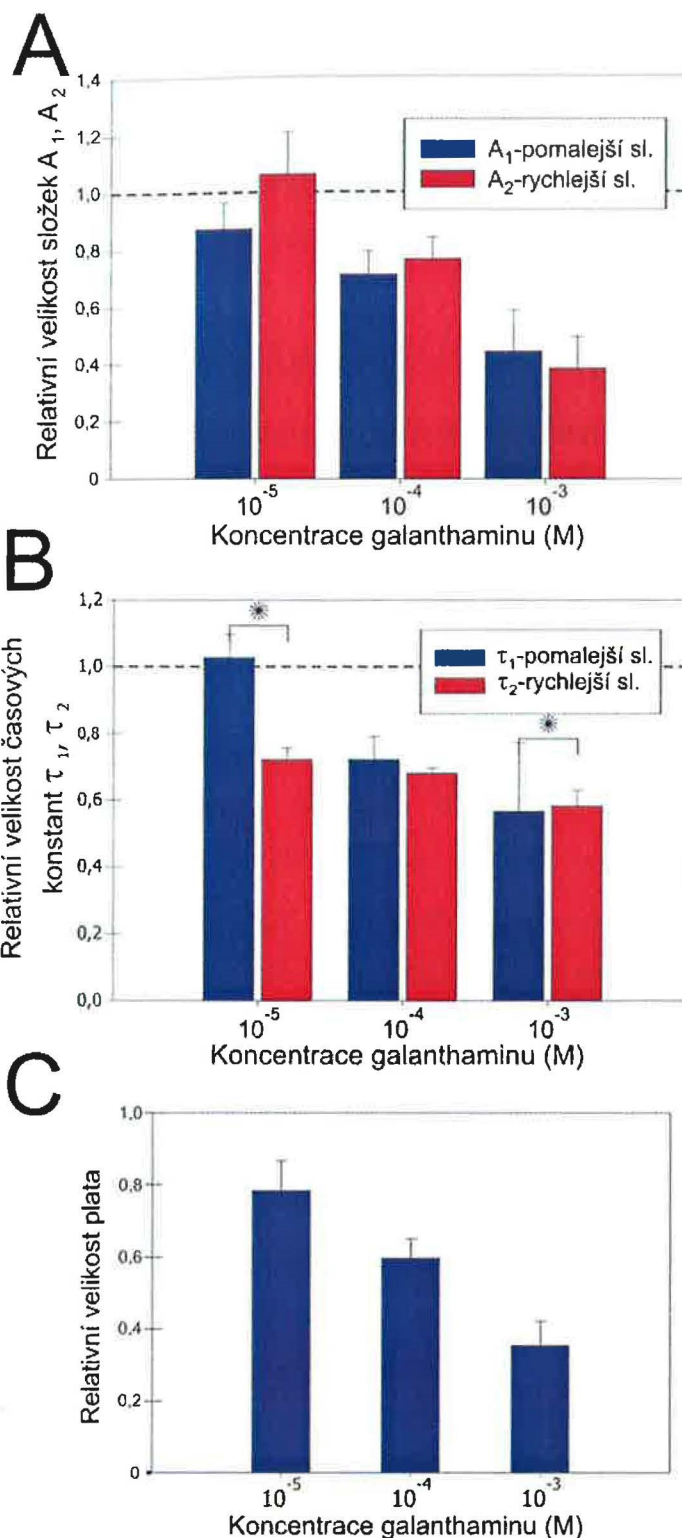 A
1,4
1,2
1,0
0,8
0,6
0,4
0,2
0
Relativní velikost složek A1, A2
A1-pomalejší sl.
A2-rychlejší sl.
10-5
10-4
10-3
Koncentrace galanthaminu (M)
B
1,2
1,0
0,8
0,6
0,4
0,2
0,0
Relativní velikost časových
konstant τ1, τ2
τ1-pomalejší sl.
τ2-rychlejší sl.
10-5
10-4
10-3
Koncentrace galanthaminu (M)
C
1,0
0,8
0,6
0,4
0,2
0
Relativní velikost plata
10-5
10-4
10-3
Koncentrace galanthaminu (M)